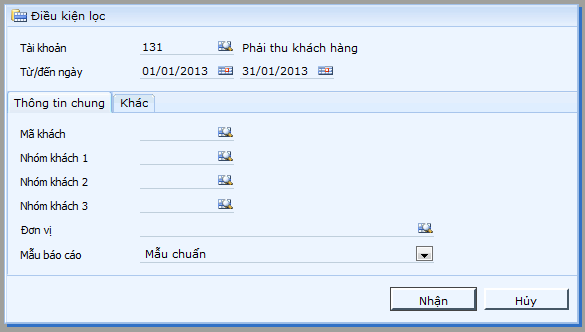 Điều kiện lọc
Tài khoản 131 Phải thu khách hàng
Từ/đến ngày 01/01/2013 31/01/2013
Thông tin chung Khác
Mã khách
Nhóm khách 1
Nhóm khách 2
Nhóm khách 3
Đơn vị
Mẫu báo cáo Mẫu chuẩn
Nhận Hủy